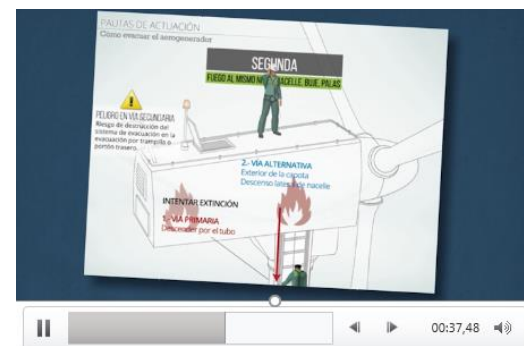 PAUTAS DE ACTUACIÓN
Cómo evacuar el aerogenerador
SEGUNDA
FUEGO AL MISMO NACELLE, BUJE, PALAS
PELIGRO EN VÍA SECUNDARIA
Riesgo de destrucción del
sistema de evacuación en la
evacuación por trampilla o
portón trasero.
2.- VÍA ALTERNATIVA
Exterior de la capota
Descenso lateral de nacelle
INTENTAR EXTINCIÓN
1.- VÍA PRIMARIA
Descender por el tubo
00:37,48